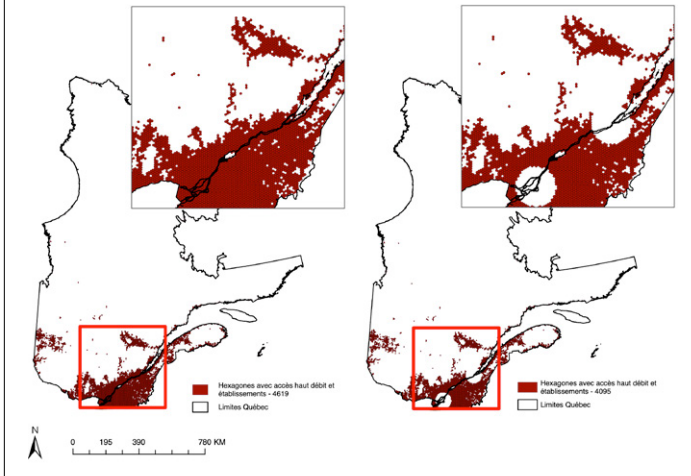 Hexagones avec accès haut débit et
établissements - 4619
Limites Québec
Hexagones avec accès haut débit et
établissements - 4095
Limites Québec
N
0 195 390 780 KM